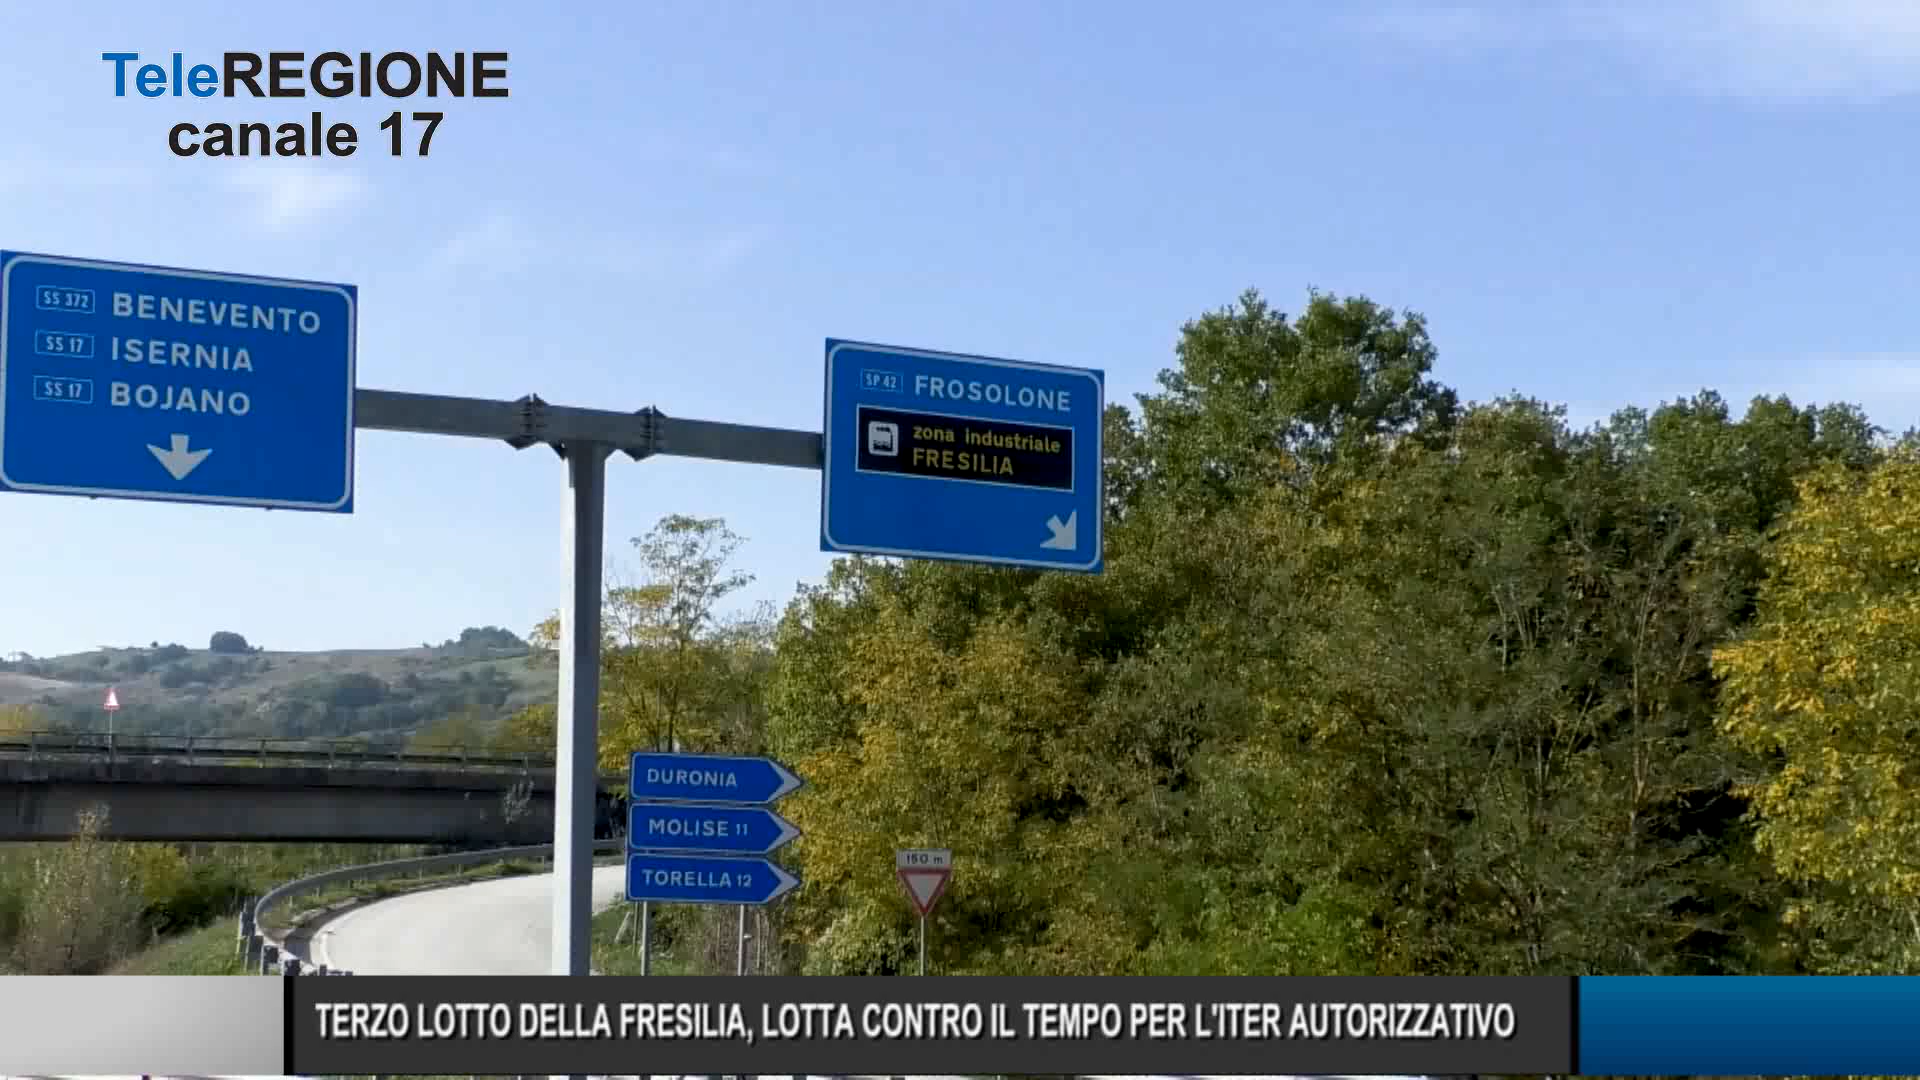 TeleREGIONE
canale 17
SS 372 BENEVENTO
SS 17 ISERNIA
SS 17 BOJANO
SP 42 FROSOLONE
zona industriale
FRESILIA
DURONIA
MOLISE 11
TORELLA 12
150 m
TERZO LOTTO DELLA FRESILIA, LOTTA CONTRO IL TEMPO PER L'ITER AUTORIZZATIVO